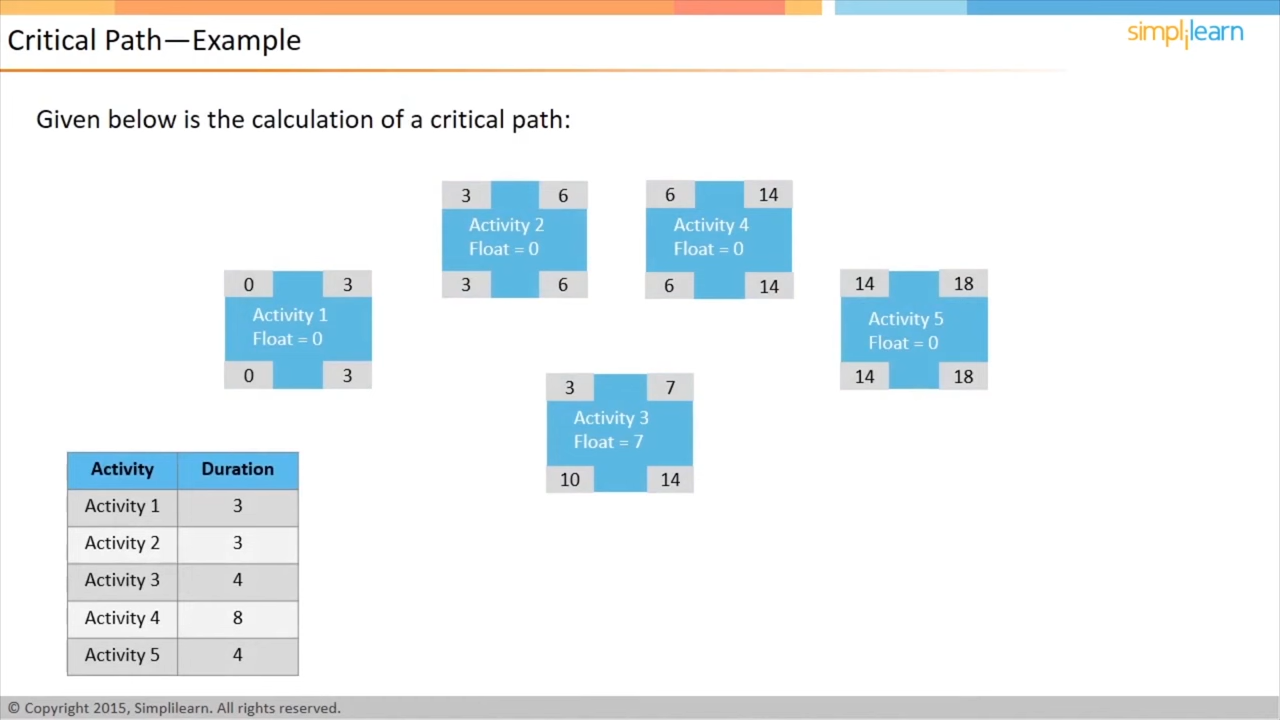 Critical Path—Example
simplilearn
Given below is the calculation of a critical path:
3 6
Activity 2
Float = 0
3 6
6 14
Activity 4
Float = 0
6 14
0 3
Activity 1
Float = 0
0 3
14 18
Activity 5
Float = 0
14 18
3 7
Activity 3
Float = 7
10 14
Activity Duration
Activity 1 3
Activity 2 3
Activity 3 4
Activity 4 8
Activity 5 4
© Copyright 2015, Simplilearn. All rights reserved.